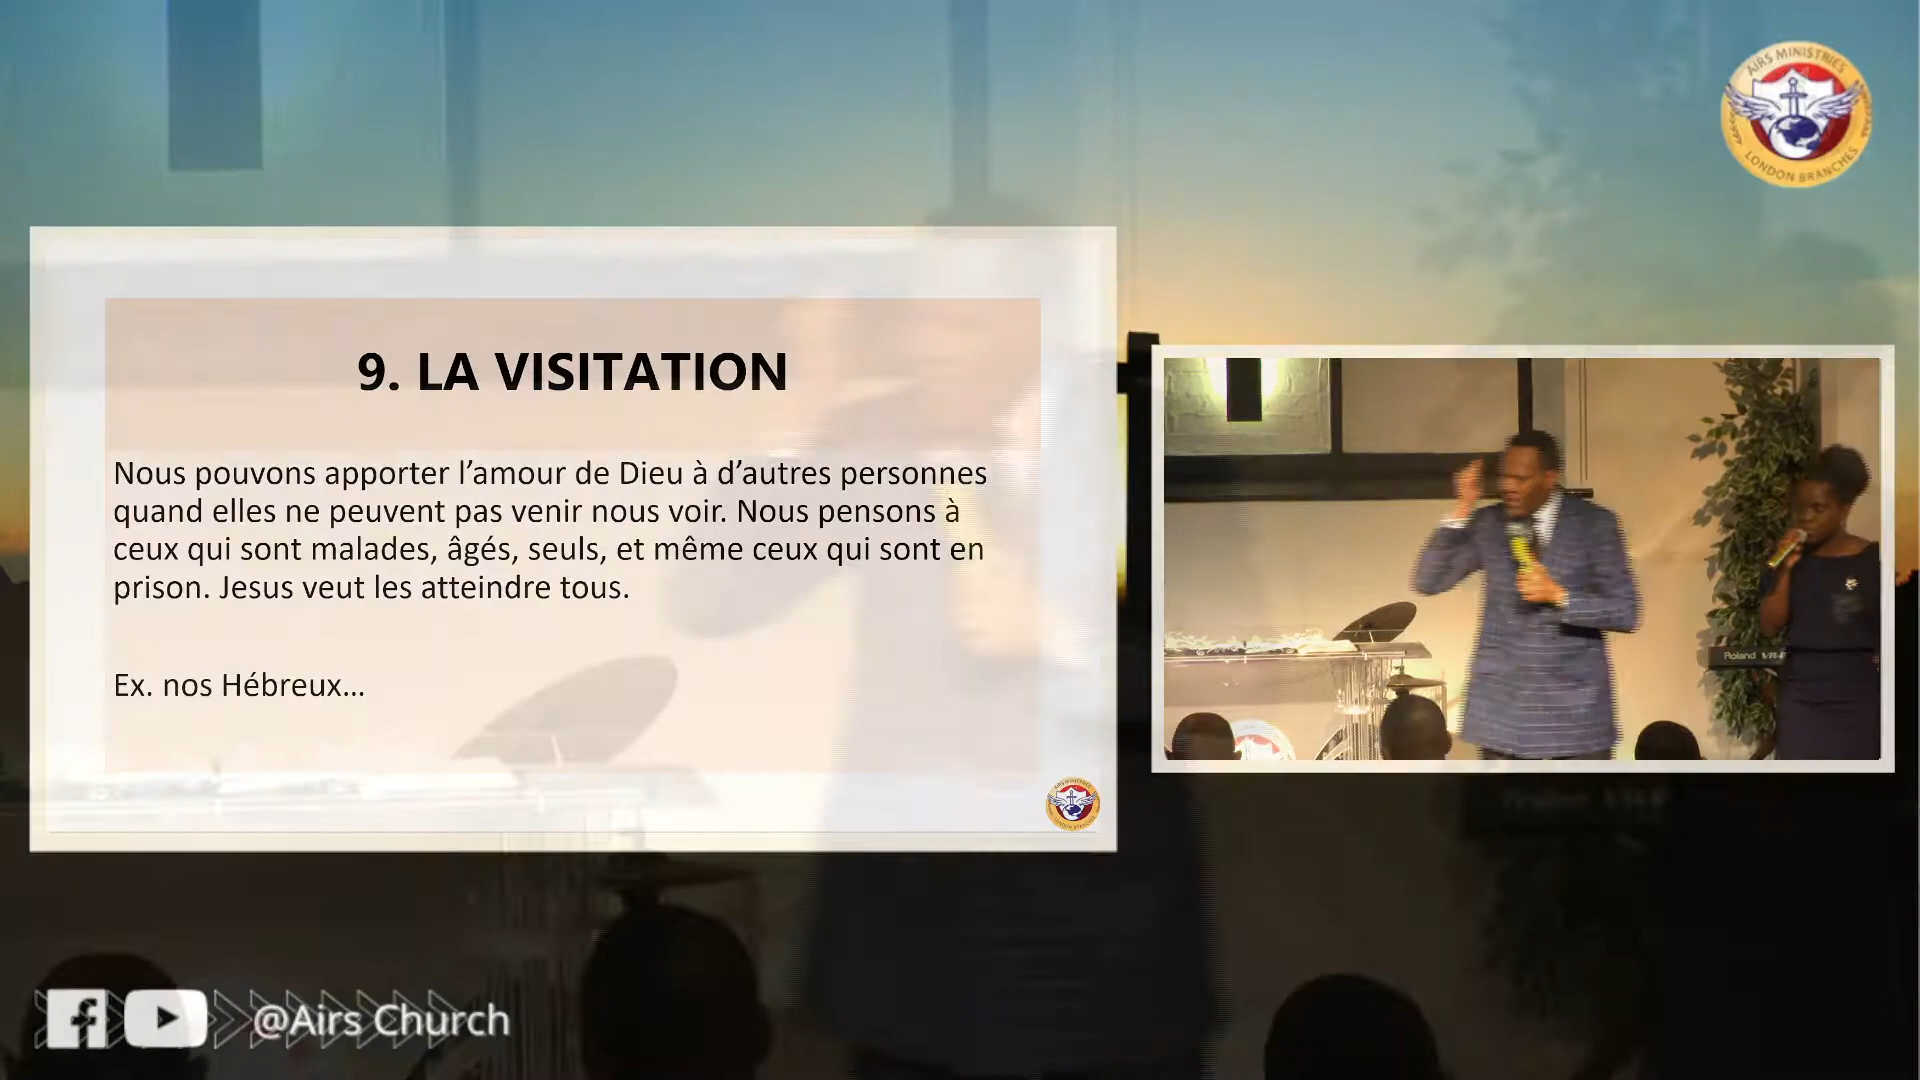 AIRS MINISTRIES
LONDON BRANCHES
9. LA VISITATION
Nous pouvons apporter l’amour de Dieu à d’autres personnes
quand elles ne peuvent pas venir nous voir. Nous pensons à
ceux qui sont malades, âgés, seuls, et même ceux qui sont en
prison. Jesus veut les atteindre tous.
Ex. nos Hébreux...
Roland
@Airs Church